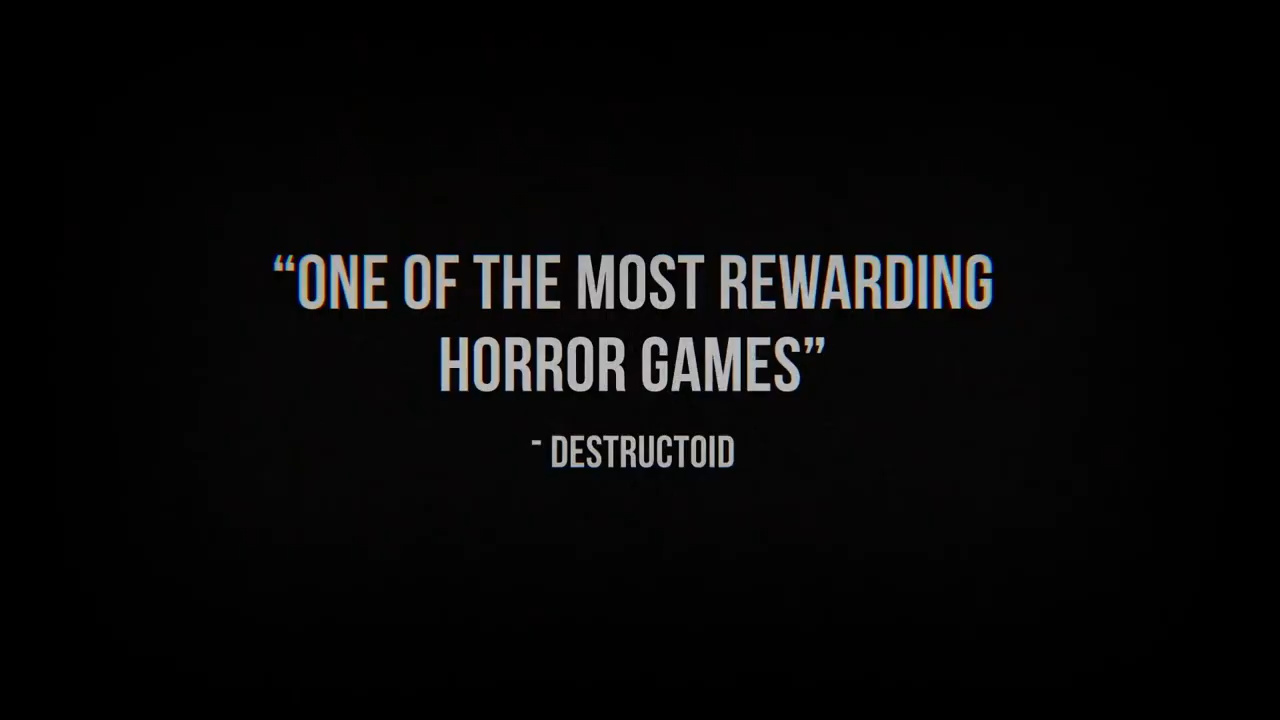 “ONE OF THE MOST REWARDING
HORROR GAMES”
- DESTRUCTOID